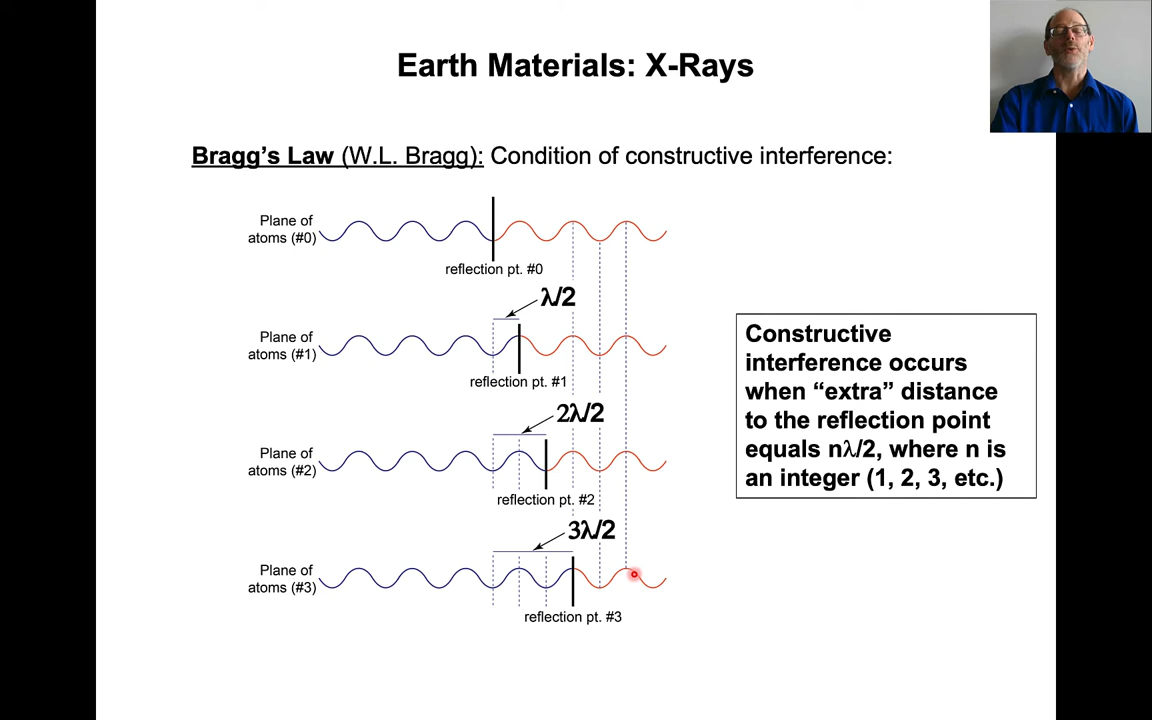 Earth Materials: X-Rays
Bragg’s Law (W.L. Bragg): Condition of constructive interference:
Plane of
atoms (#0)
reflection pt. #0
λ/2
Plane of
atoms (#1)
reflection pt. #1
2λ/2
Plane of
atoms (#2)
reflection pt. #2
3λ/2
Plane of
atoms (#3)
reflection pt. #3
Constructive
interference occurs
when “extra” distance
to the reflection point
equals nλ/2, where n is
an integer (1, 2, 3, etc.)